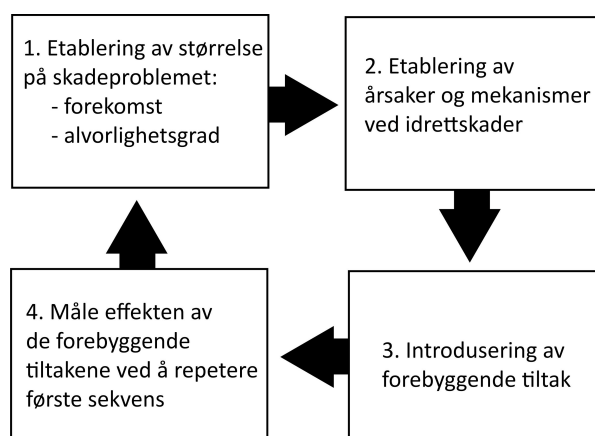 1. Etablering av størrelse
på skadeproblemet:
- forekomst
- alvorlighetsgrad
2. Etablering av
årsaker og mekanismer
ved idrettskader
3. Introdusering av
forebyggende tiltak
4. Måle effekten av
de forebyggende
tiltakene ved å repetere
første sekvens